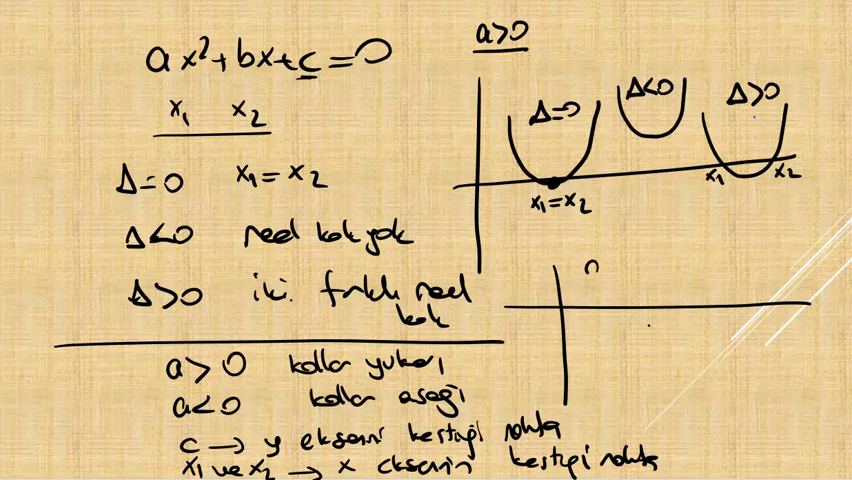 ax²+bx+c=0
x₁ x₂
Δ=0 x₁=x₂
Δ<0 reel kök yok
Δ>0 iki farklı reel
kök
a>0 kollar yukarı
a<0 kollar aşağı
c → y eksenini kestiği nokta
x₁ ve x₂ → x eksenini kestiği nokta
a>0
Δ=0 Δ<0 Δ>0
x₁=x₂ x₁ x₂